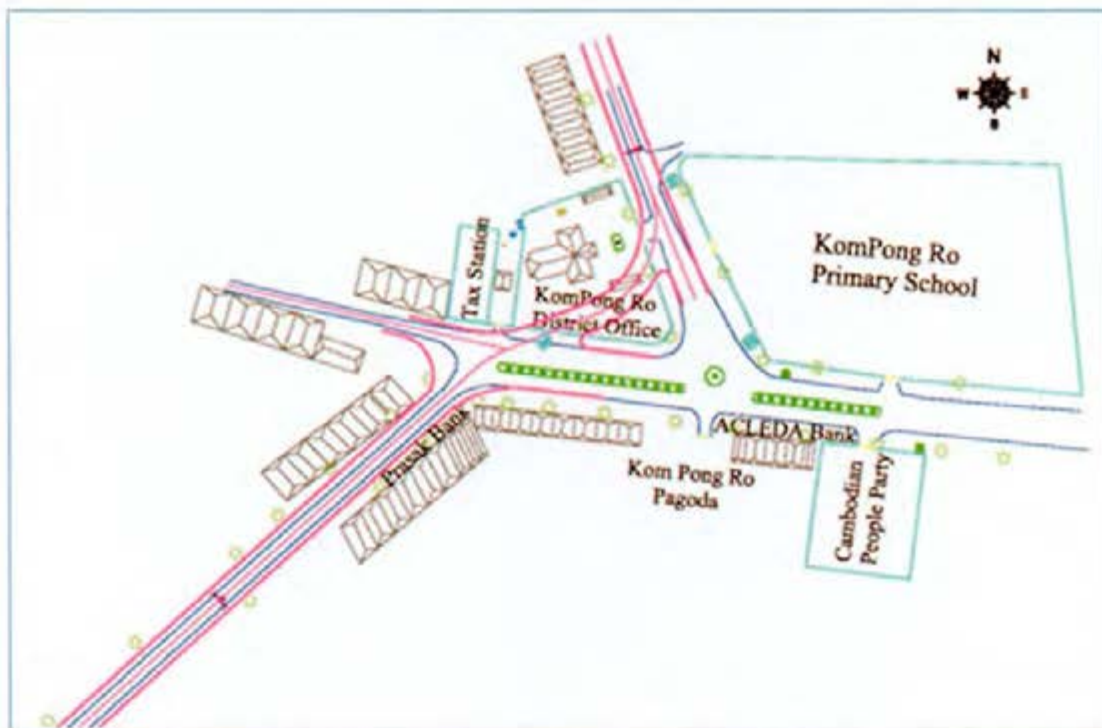 N
W
E
S
KomPong Ro
Primary School
Tax Station
KomPong Ro
District Office
Prasak Bank
ACLEDA Bank
Kom Pong Ro
Pagoda
Cambodian
People Party